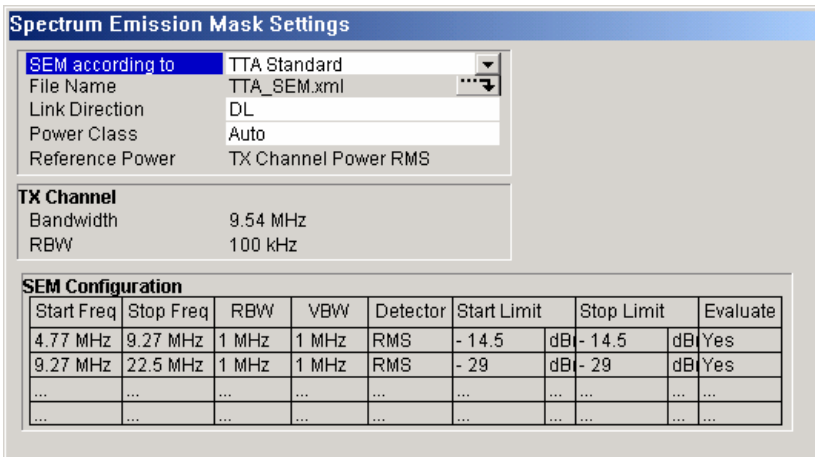 Spectrum Emission Mask Settings
SEM according to TTA Standard
File Name TTA_SEM.xml
Link Direction DL
Power Class Auto
Reference Power TX Channel Power RMS
TX Channel
Bandwidth 9.54 MHz
RBW 100 kHz
SEM Configuration
Start Freq Stop Freq RBW VBW Detector Start Limit Stop Limit Evaluate
4.77 MHz 9.27 MHz 1 MHz 1 MHz RMS - 14.5 - 14.5 Yes
9.27 MHz 22.5 MHz 1 MHz 1 MHz RMS - 29 - 29 Yes
... ... ... ... ... ... ... ... ... ...
... ... ... ... ... ... ... ... ... ...